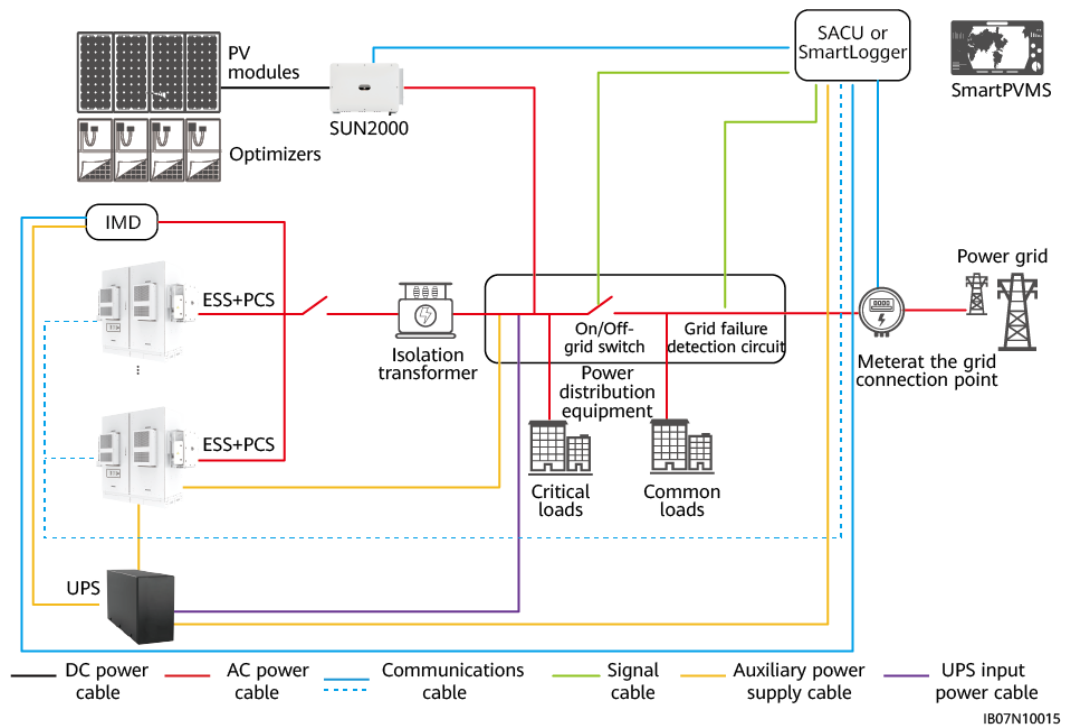 PV
modules
SUN2000
Optimizers
SACU or
SmartLogger
SmartPVMS
IMD
ESS+PCS
Isolation
transformer
On/Off-
grid switch
Grid failure
detection circuit
Power
distribution
equipment
Power grid
Meterat the grid
connection point
ESS+PCS
Critical
loads
Common
loads
UPS
DC power
cable
AC power
cable
Communications
cable
Signal
cable
Auxiliary power
supply cable
UPS input
power cable
IB07N10015